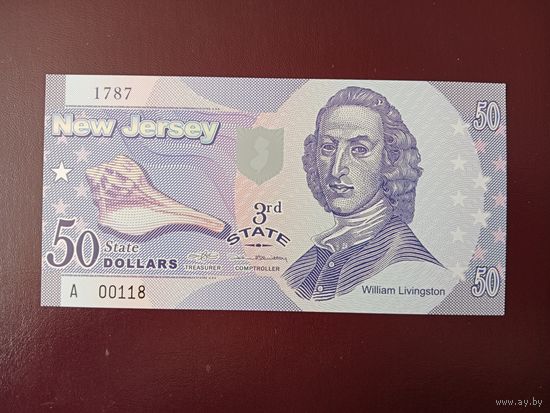 1787
New Jersey
50
3rd
STATE
50 State
DOLLARS
TREASURER COMPTROLLER
A 00118
William Livingston
50
www.ay.by